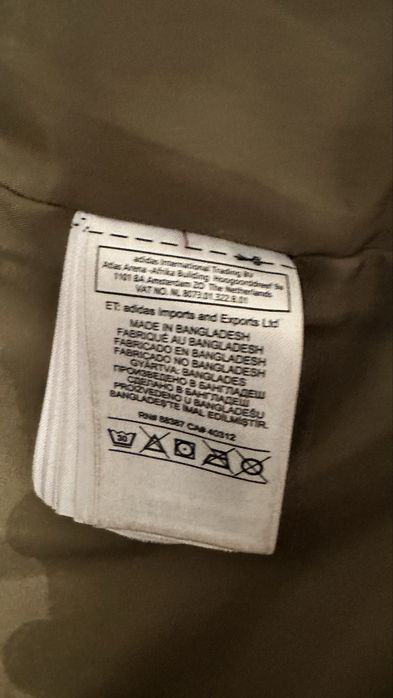 adidas International Trading BV
Atlas Arena -Afrika Building Hoogoorddreef 9a
1101 BA Amsterdam ZO The Netherlands
VAT NO. NL 8073.01.322.B.01
ET: adidas Imports and Exports Ltd
MADE IN BANGLADESH
FABRIQUÉ AU BANGLADESH
FABRICADO EN BANGLADESH
FABRICADO NO BANGLADESH
GYÁRTVA: BANGLADES
ПРОИЗВЕДЕНО В БАНГЛАДЕШ
СДЕЛАНО В БАНГЛАДЕШ
PROIZVEDENO U BANGLADEŠU
BANGLADEŞ'TE İMAL EDİLMİŞTİR.
RN# 88387 CA# 40312
30